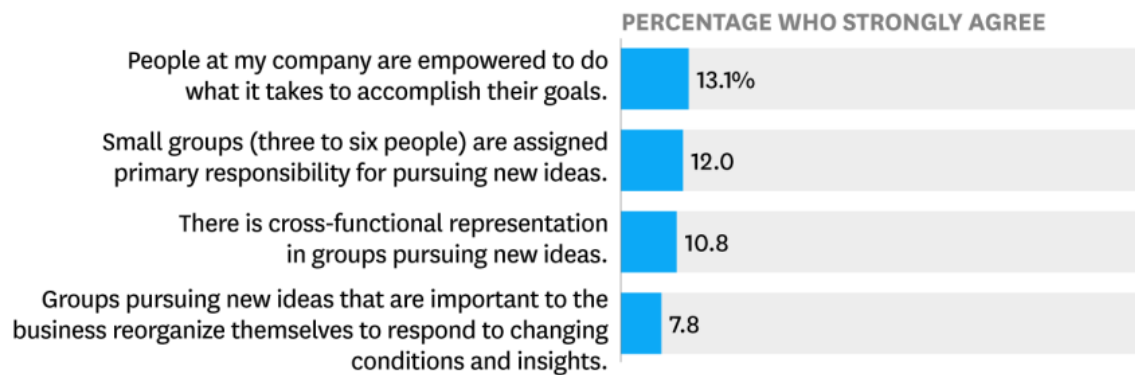 PERCENTAGE WHO STRONGLY AGREE
People at my company are empowered to do
what it takes to accomplish their goals.
13.1%
Small groups (three to six people) are assigned
primary responsibility for pursuing new ideas.
12.0
There is cross-functional representation
in groups pursuing new ideas.
10.8
Groups pursuing new ideas that are important to the
business reorganize themselves to respond to changing
conditions and insights.
7.8